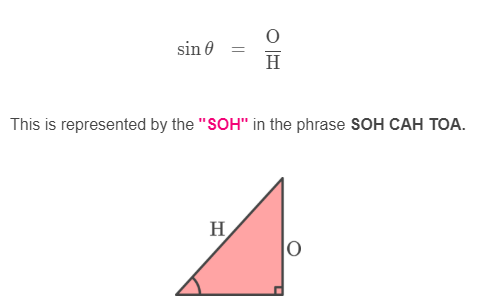 sin θ = O/H
This is represented by the "SOH" in the phrase SOH CAH TOA.
H
O